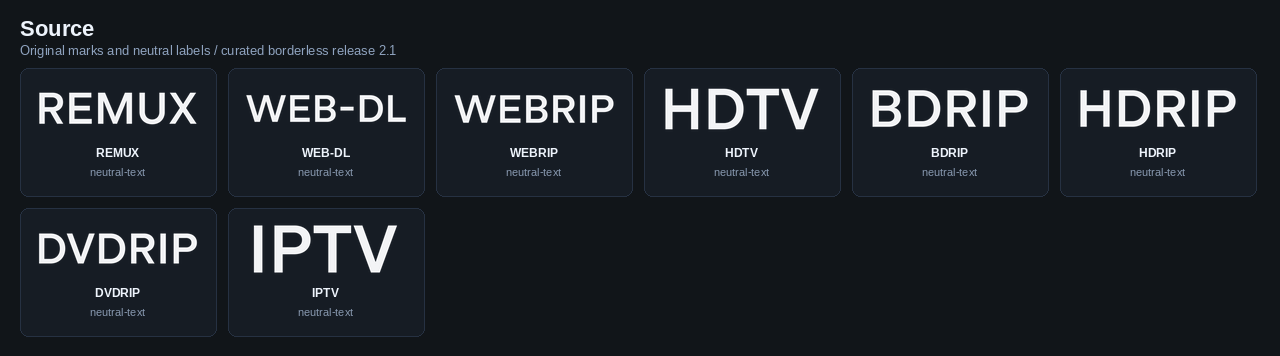 Source
Original marks and neutral labels / curated borderless release 2.1
REMUX
REMUX
neutral-text
WEB-DL
WEB-DL
neutral-text
WEBRIP
WEBRIP
neutral-text
HDTV
HDTV
neutral-text
BDRIP
BDRIP
neutral-text
HDRIP
HDRIP
neutral-text
DVDRIP
DVDRIP
neutral-text
IPTV
IPTV
neutral-text